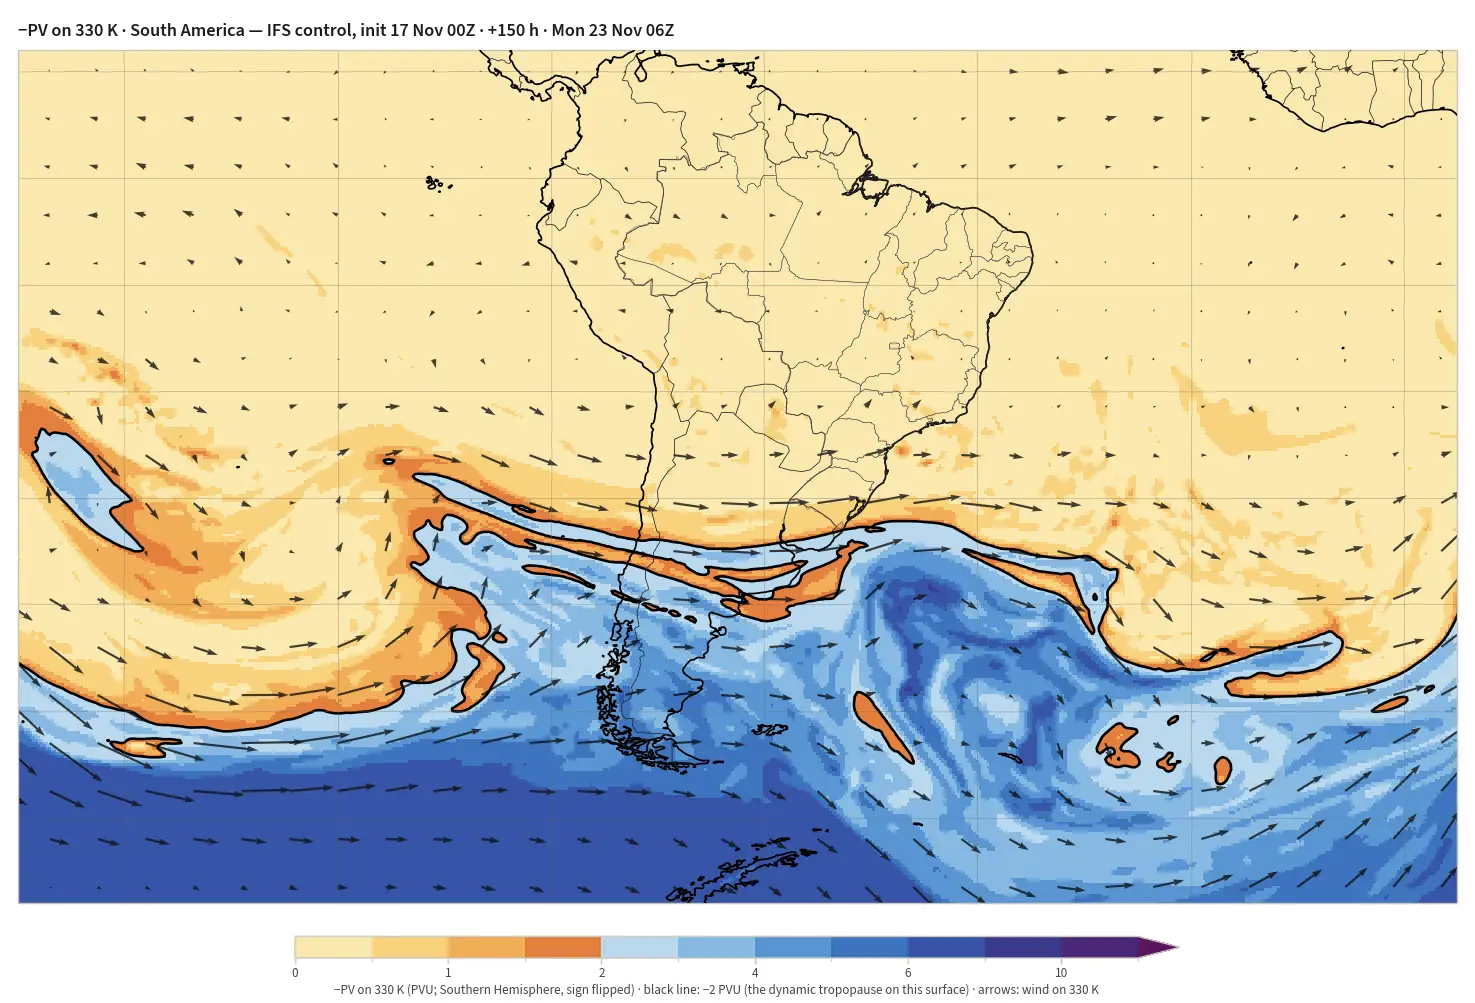 −PV on 330 K · South America — IFS control, init 17 Nov 00Z · +150 h · Mon 23 Nov 06Z
0 1 2 4 6 10
−PV on 330 K (PVU; Southern Hemisphere, sign flipped) · black line: −2 PVU (the dynamic tropopause on this surface) · arrows: wind on 330 K